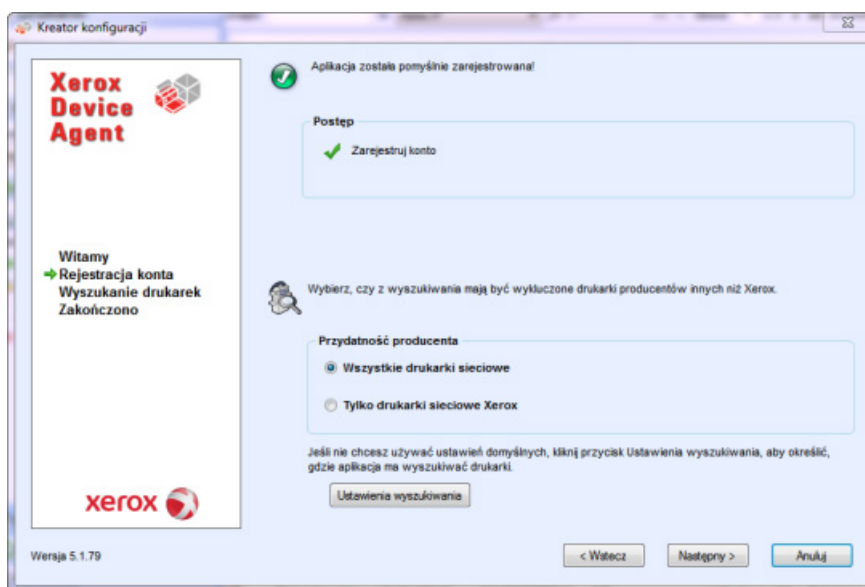 Kreator konfiguracji
Xerox
Device
Agent
Aplikacja została pomyślnie zarejestrowana!
Postęp
Zarejestruj konto
Witamy
Rejestracja konta
Wyszukanie drukarek
Zakończono
Wybierz, czy z wyszukiwania mają być wykluczone drukarki producentów innych niż Xerox.
Przydatność producenta
Wszystkie drukarki sieciowe
Tylko drukarki sieciowe Xerox
Jeśli nie chcesz używać ustawień domyślnych, kliknij przycisk Ustawienia wyszukiwania, aby określić,
gdzie aplikacja ma wyszukiwać drukarki.
Ustawienia wyszukiwania
xerox
Wersja 5.1.79
< Wstecz
Następny >
Anuluj